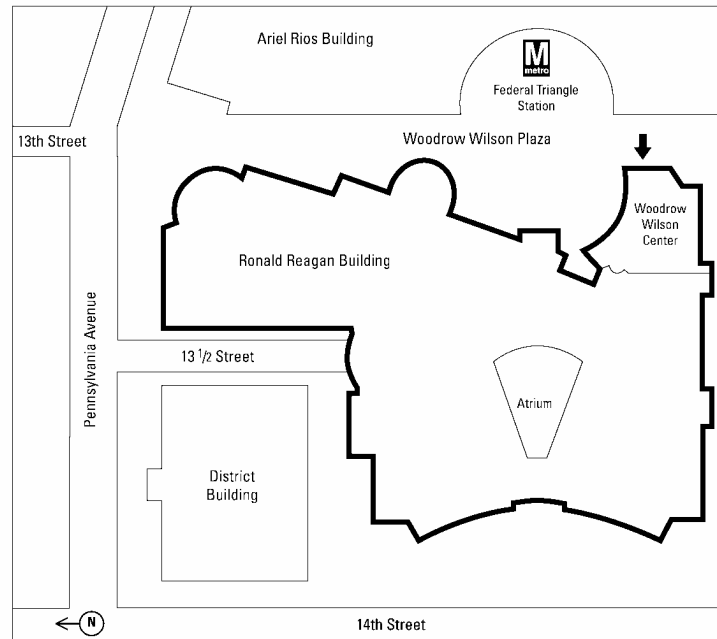 Ariel Rios Building
M
metro
Federal Triangle
Station
13th Street
Woodrow Wilson Plaza
Woodrow
Wilson
Center
Ronald Reagan Building
Pennsylvania Avenue
13 1/2 Street
Atrium
District
Building
N
14th Street